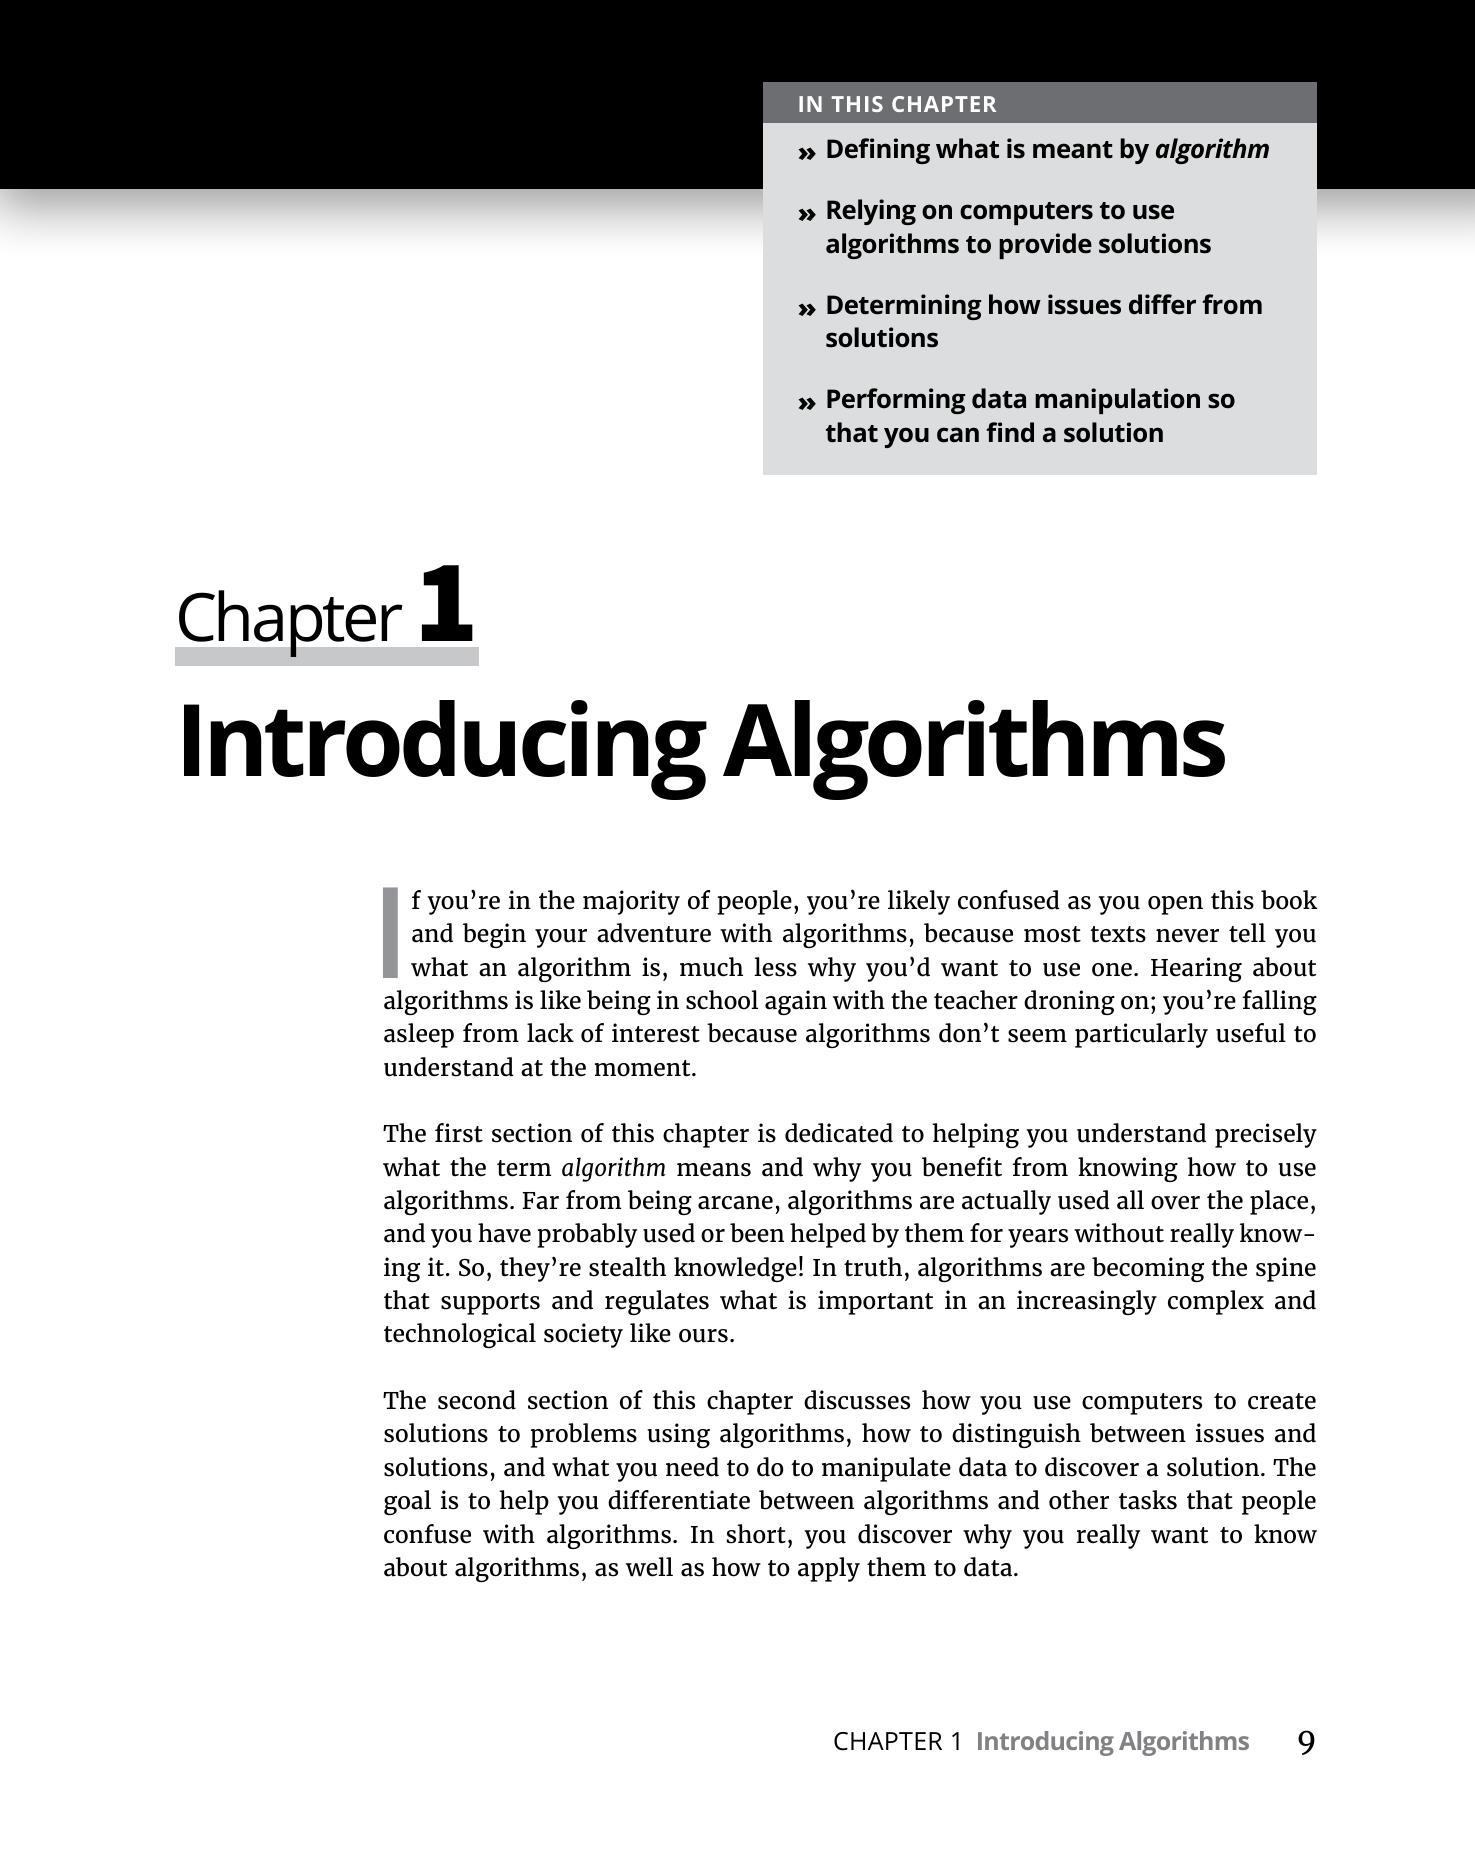 IN THIS CHAPTER
» Defining what is meant by algorithm
» Relying on computers to use
algorithms to provide solutions
» Determining how issues differ from
solutions
» Performing data manipulation so
that you can find a solution
Chapter 1
Introducing Algorithms
If you’re in the majority of people, you’re likely confused as you open this book
and begin your adventure with algorithms, because most texts never tell you
what an algorithm is, much less why you’d want to use one. Hearing about
algorithms is like being in school again with the teacher droning on; you’re falling
asleep from lack of interest because algorithms don’t seem particularly useful to
understand at the moment.
The first section of this chapter is dedicated to helping you understand precisely
what the term algorithm means and why you benefit from knowing how to use
algorithms. Far from being arcane, algorithms are actually used all over the place,
and you have probably used or been helped by them for years without really know-
ing it. So, they’re stealth knowledge! In truth, algorithms are becoming the spine
that supports and regulates what is important in an increasingly complex and
technological society like ours.
The second section of this chapter discusses how you use computers to create
solutions to problems using algorithms, how to distinguish between issues and
solutions, and what you need to do to manipulate data to discover a solution. The
goal is to help you differentiate between algorithms and other tasks that people
confuse with algorithms. In short, you discover why you really want to know
about algorithms, as well as how to apply them to data.
CHAPTER 1 Introducing Algorithms 9